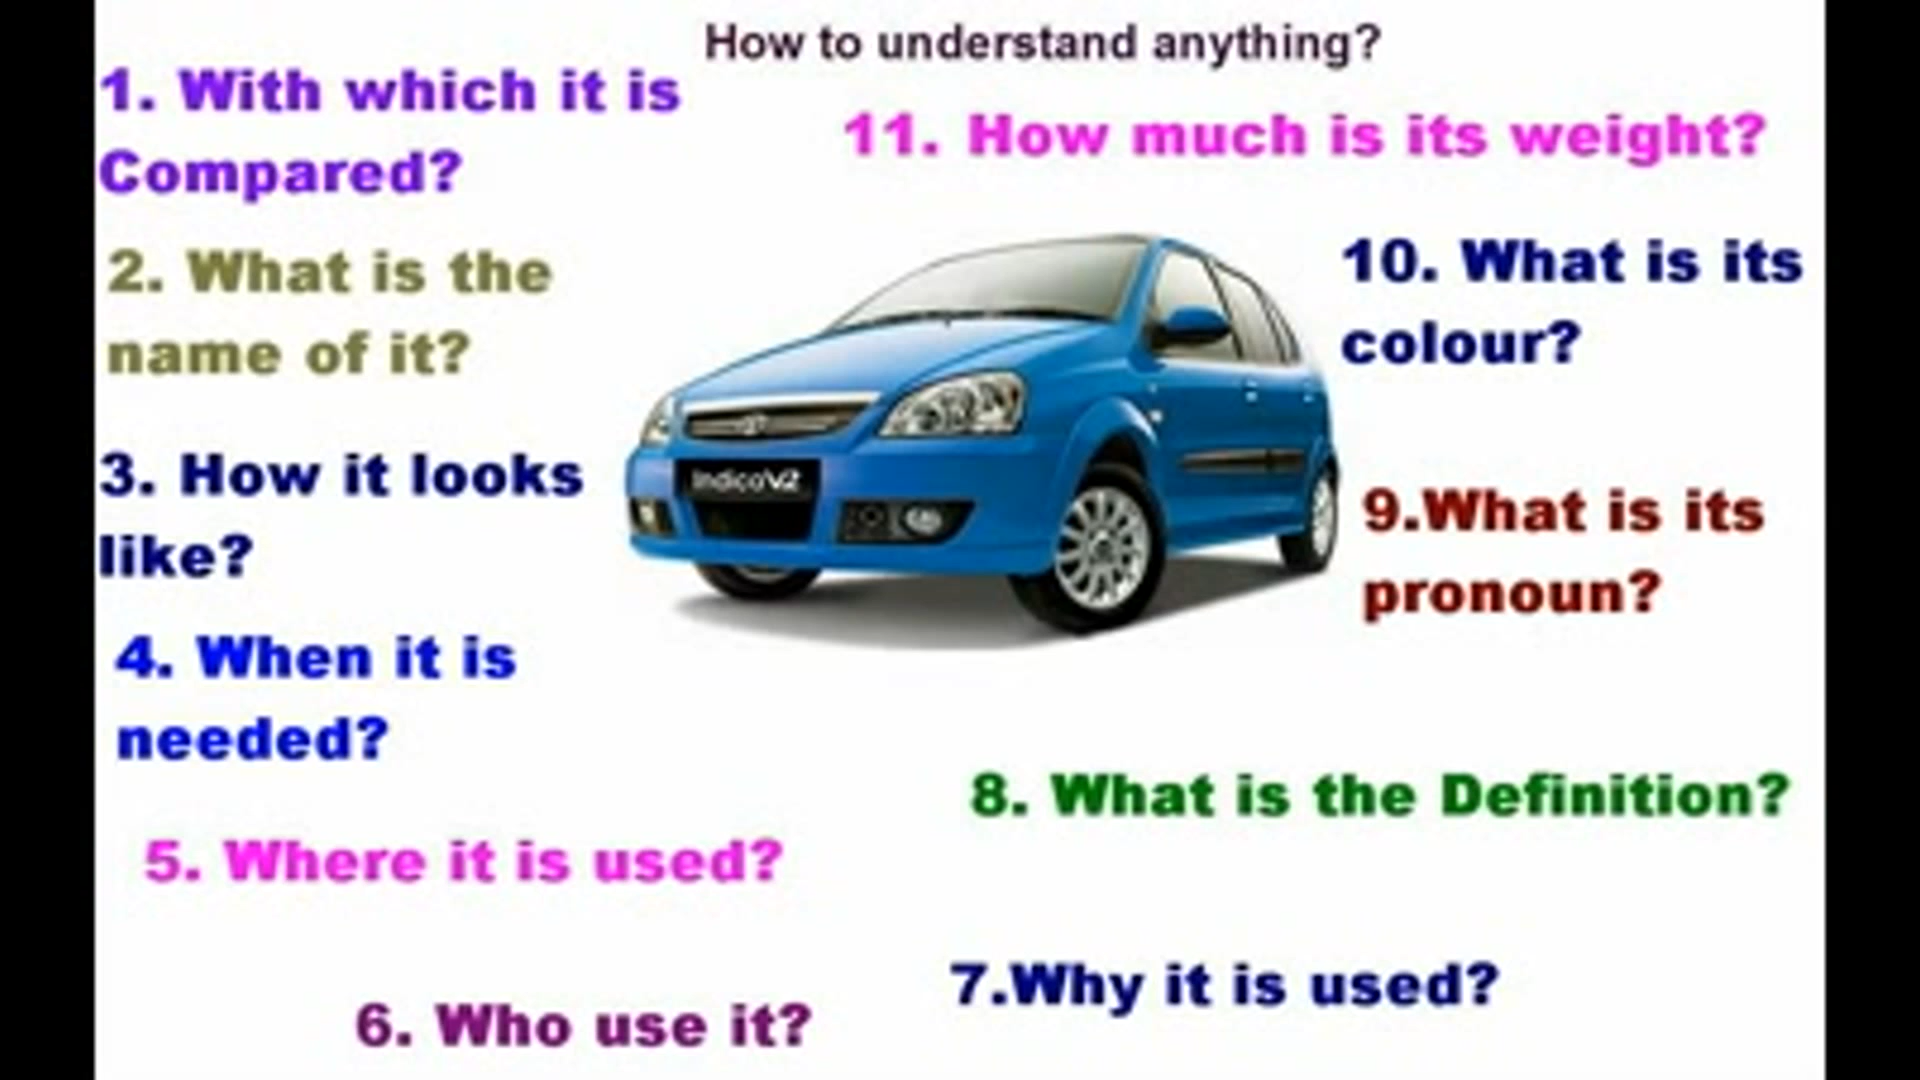 How to understand anything?
1. With which it is
Compared?
2. What is the
name of it?
3. How it looks
like?
4. When it is
needed?
5. Where it is used?
6. Who use it?
7.Why it is used?
8. What is the Definition?
9.What is its
pronoun?
10. What is its
colour?
11. How much is its weight?
IndicaV2